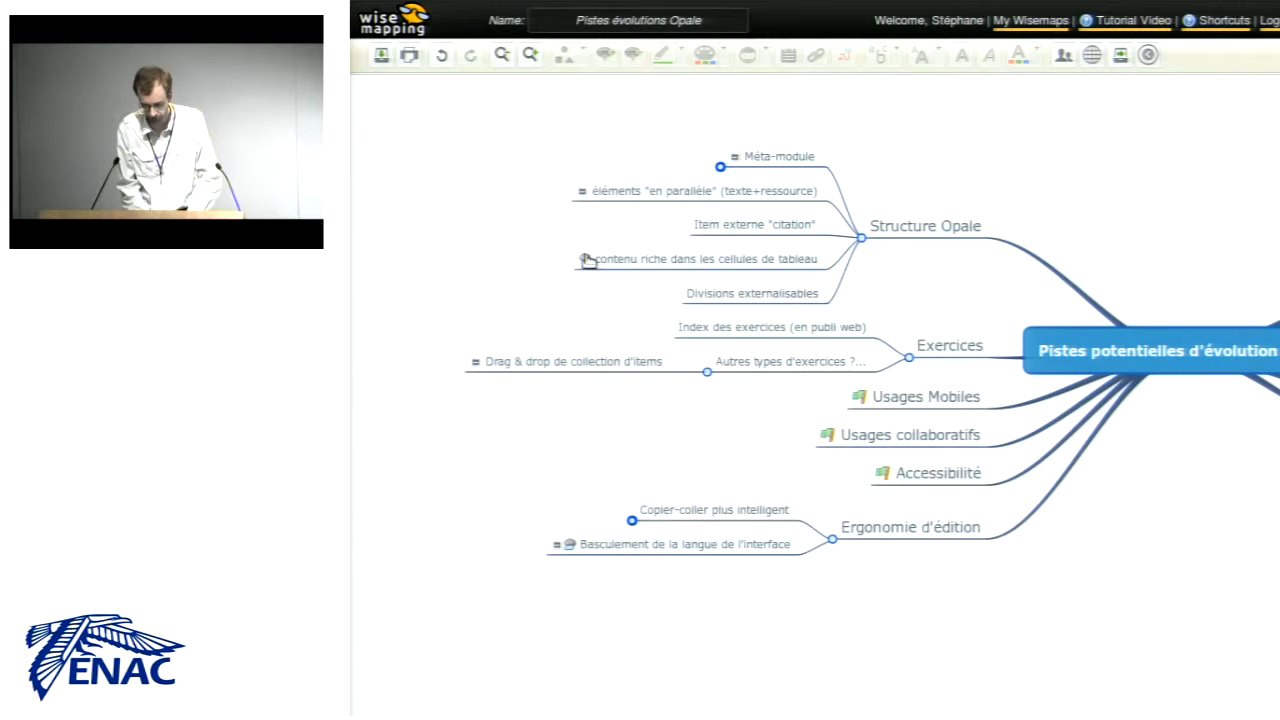 wise
mapping
Name: Pistes évolutions Opale
Welcome, Stéphane | My Wisemaps | Tutorial Video | Shortcuts |
Méta-module
éléments "en parallèle" (texte+ressource)
Item externe "citation"
contenu riche dans les cellules de tableau
Divisions externalisables
Structure Opale
Index des exercices (en publi web)
Drag & drop de collection d'items
Autres types d'exercices ?...
Exercices
Pistes potentielles d'évolution
Usages Mobiles
Usages collaboratifs
Accessibilité
Copier-coller plus intelligent
Basculement de la langue de l'interface
Ergonomie d'édition
ENAC